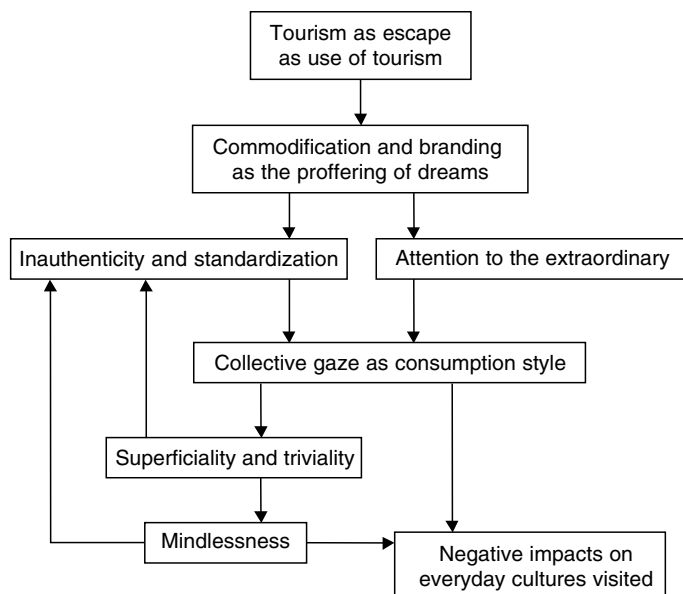 Tourism as escape
as use of tourism
Commodification and branding
as the proffering of dreams
Inauthenticity and standardization
Attention to the extraordinary
Collective gaze as consumption style
Superficiality and triviality
Mindlessness
Negative impacts on
everyday cultures visited